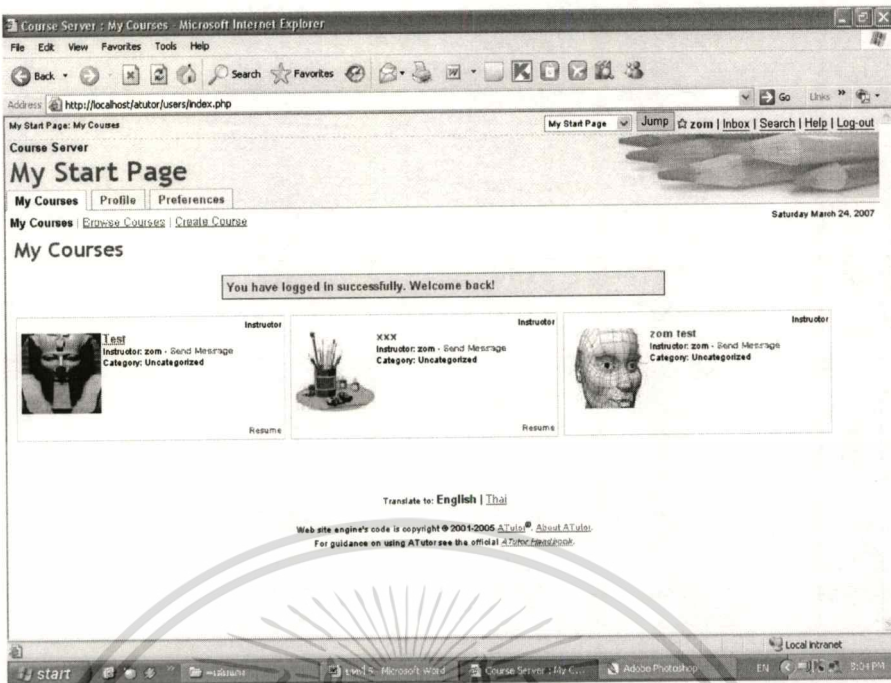 Course Server : My Courses - Microsoft Internet Explorer
File Edit View Favorites Tools Help
Back Search Favorites
Address http://localhost/atutor/users/index.php Go Links »
My Start Page: My Courses My Start Page Jump zom | Inbox | Search | Help | Log-out
Course Server
My Start Page
My Courses Profile Preferences
My Courses | Browse Courses | Create Course Saturday March 24, 2007
My Courses
You have logged in successfully. Welcome back!
Instructor
Test
Instructor: zom - Send Message
Category: Uncategorized
Resume
Instructor
xxx
Instructor: zom - Send Message
Category: Uncategorized
Resume
Instructor
zom test
Instructor: zom - Send Message
Category: Uncategorized
Translate to: English | Thai
Web site engine's code is copyright © 2001-2005 ATutor®. About ATutor.
For guidance on using ATutor see the official ATutor Handbook.
Local intranet
start Microsoft Word Course Server : My C... Adobe Photoshop EN 8:04 PM